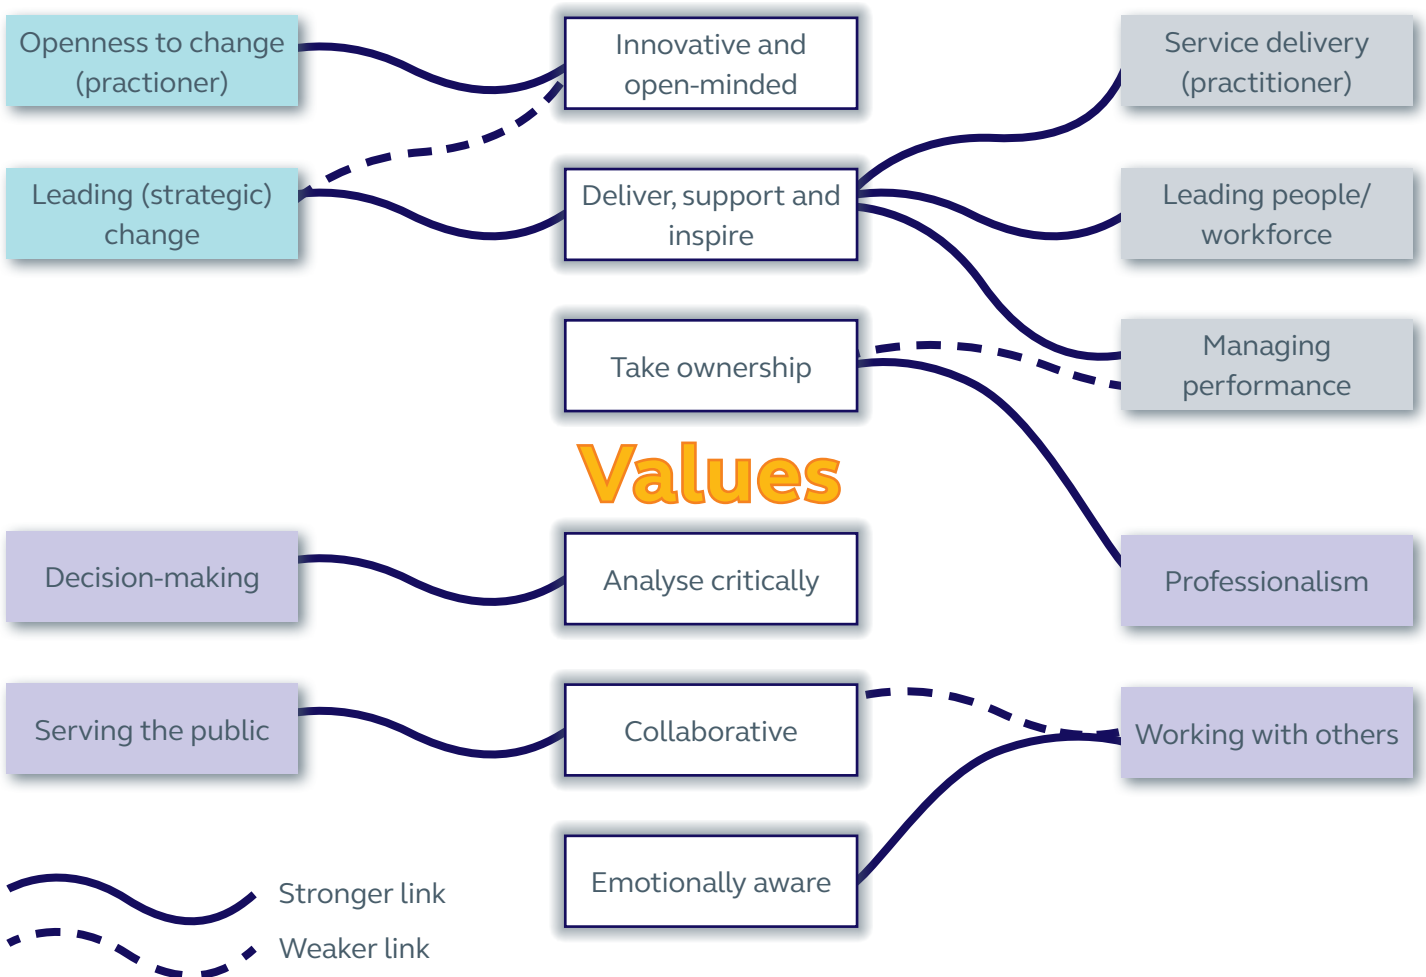 Openness to change
(practioner)
Innovative and
open-minded
Service delivery
(practitioner)
Leading (strategic)
change
Deliver, support and
inspire
Leading people/
workforce
Take ownership
Managing
performance
Values
Decision-making
Analyse critically
Professionalism
Serving the public
Collaborative
Working with others
Emotionally aware
Stronger link
Weaker link